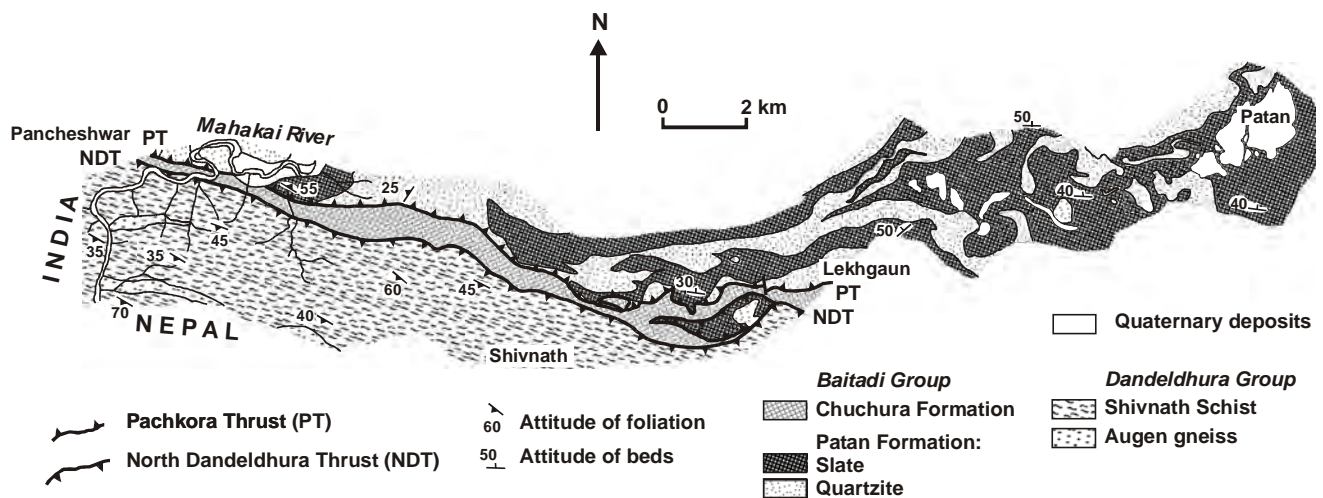 N
0 2 km
Pancheshwar PT
NDT
Mahakai River
INDIA
NEPAL
Shivnath
Patan
Lekhgaun
PT
NDT
55
25
45
35
35
70
40
60
45
30
50
50
40
40
Quaternary deposits
Pachkora Thrust (PT)
North Dandeldhura Thrust (NDT)
60 Attitude of foliation
50 Attitude of beds
Baitadi Group
Chuchura Formation
Patan Formation:
Slate
Quartzite
Dandeldhura Group
Shivnath Schist
Augen gneiss